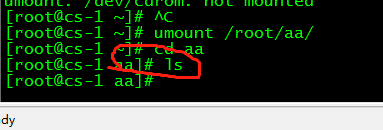 umount: /dev/cdrom: not mounted
[root@cs-1 ~]# ^C
[root@cs-1 ~]# umount /root/aa/
[root@cs-1 ~]# cd aa
[root@cs-1 aa]# ls
[root@cs-1 aa]#
dy